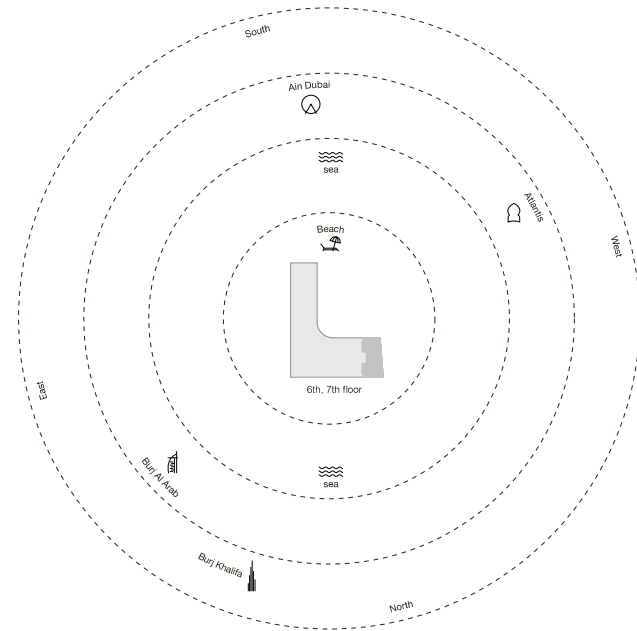 South
Ain Dubai
sea
Atlantis
Beach
West
6th, 7th floor
East
Burj Al Arab
sea
Burj Khalifa
North